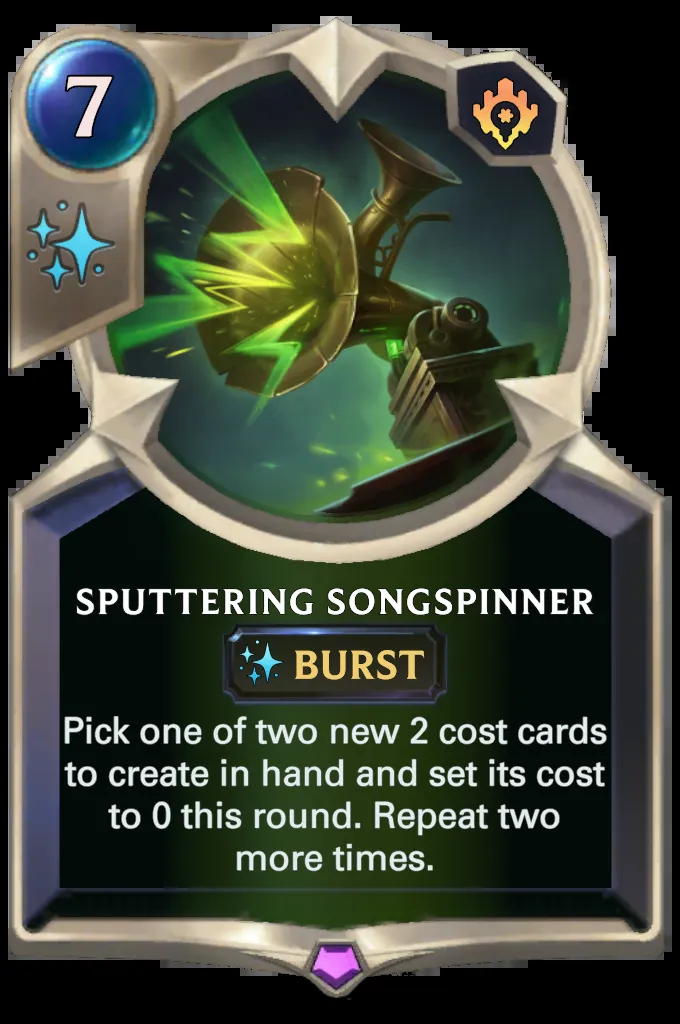 7
SPUTTERING SONGSPINNER
BURST
Pick one of two new 2 cost cards
to create in hand and set its cost
to 0 this round. Repeat two
more times.